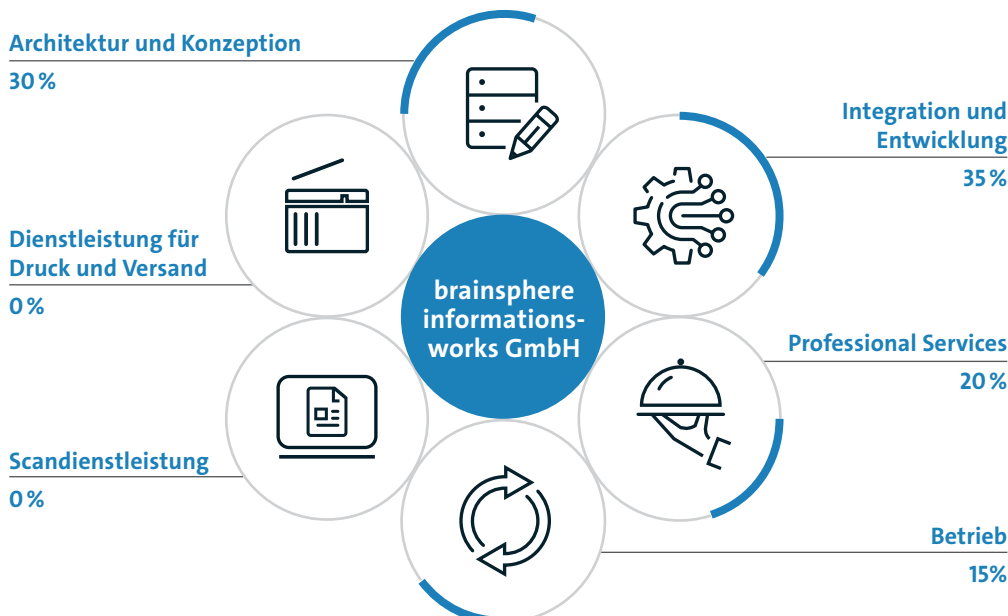 Architektur und Konzeption
30 %
Integration und
Entwicklung
35 %
Dienstleistung für
Druck und Versand
0 %
brainsphere
informations-
works GmbH
Professional Services
20 %
Scandienstleistung
0 %
Betrieb
15%